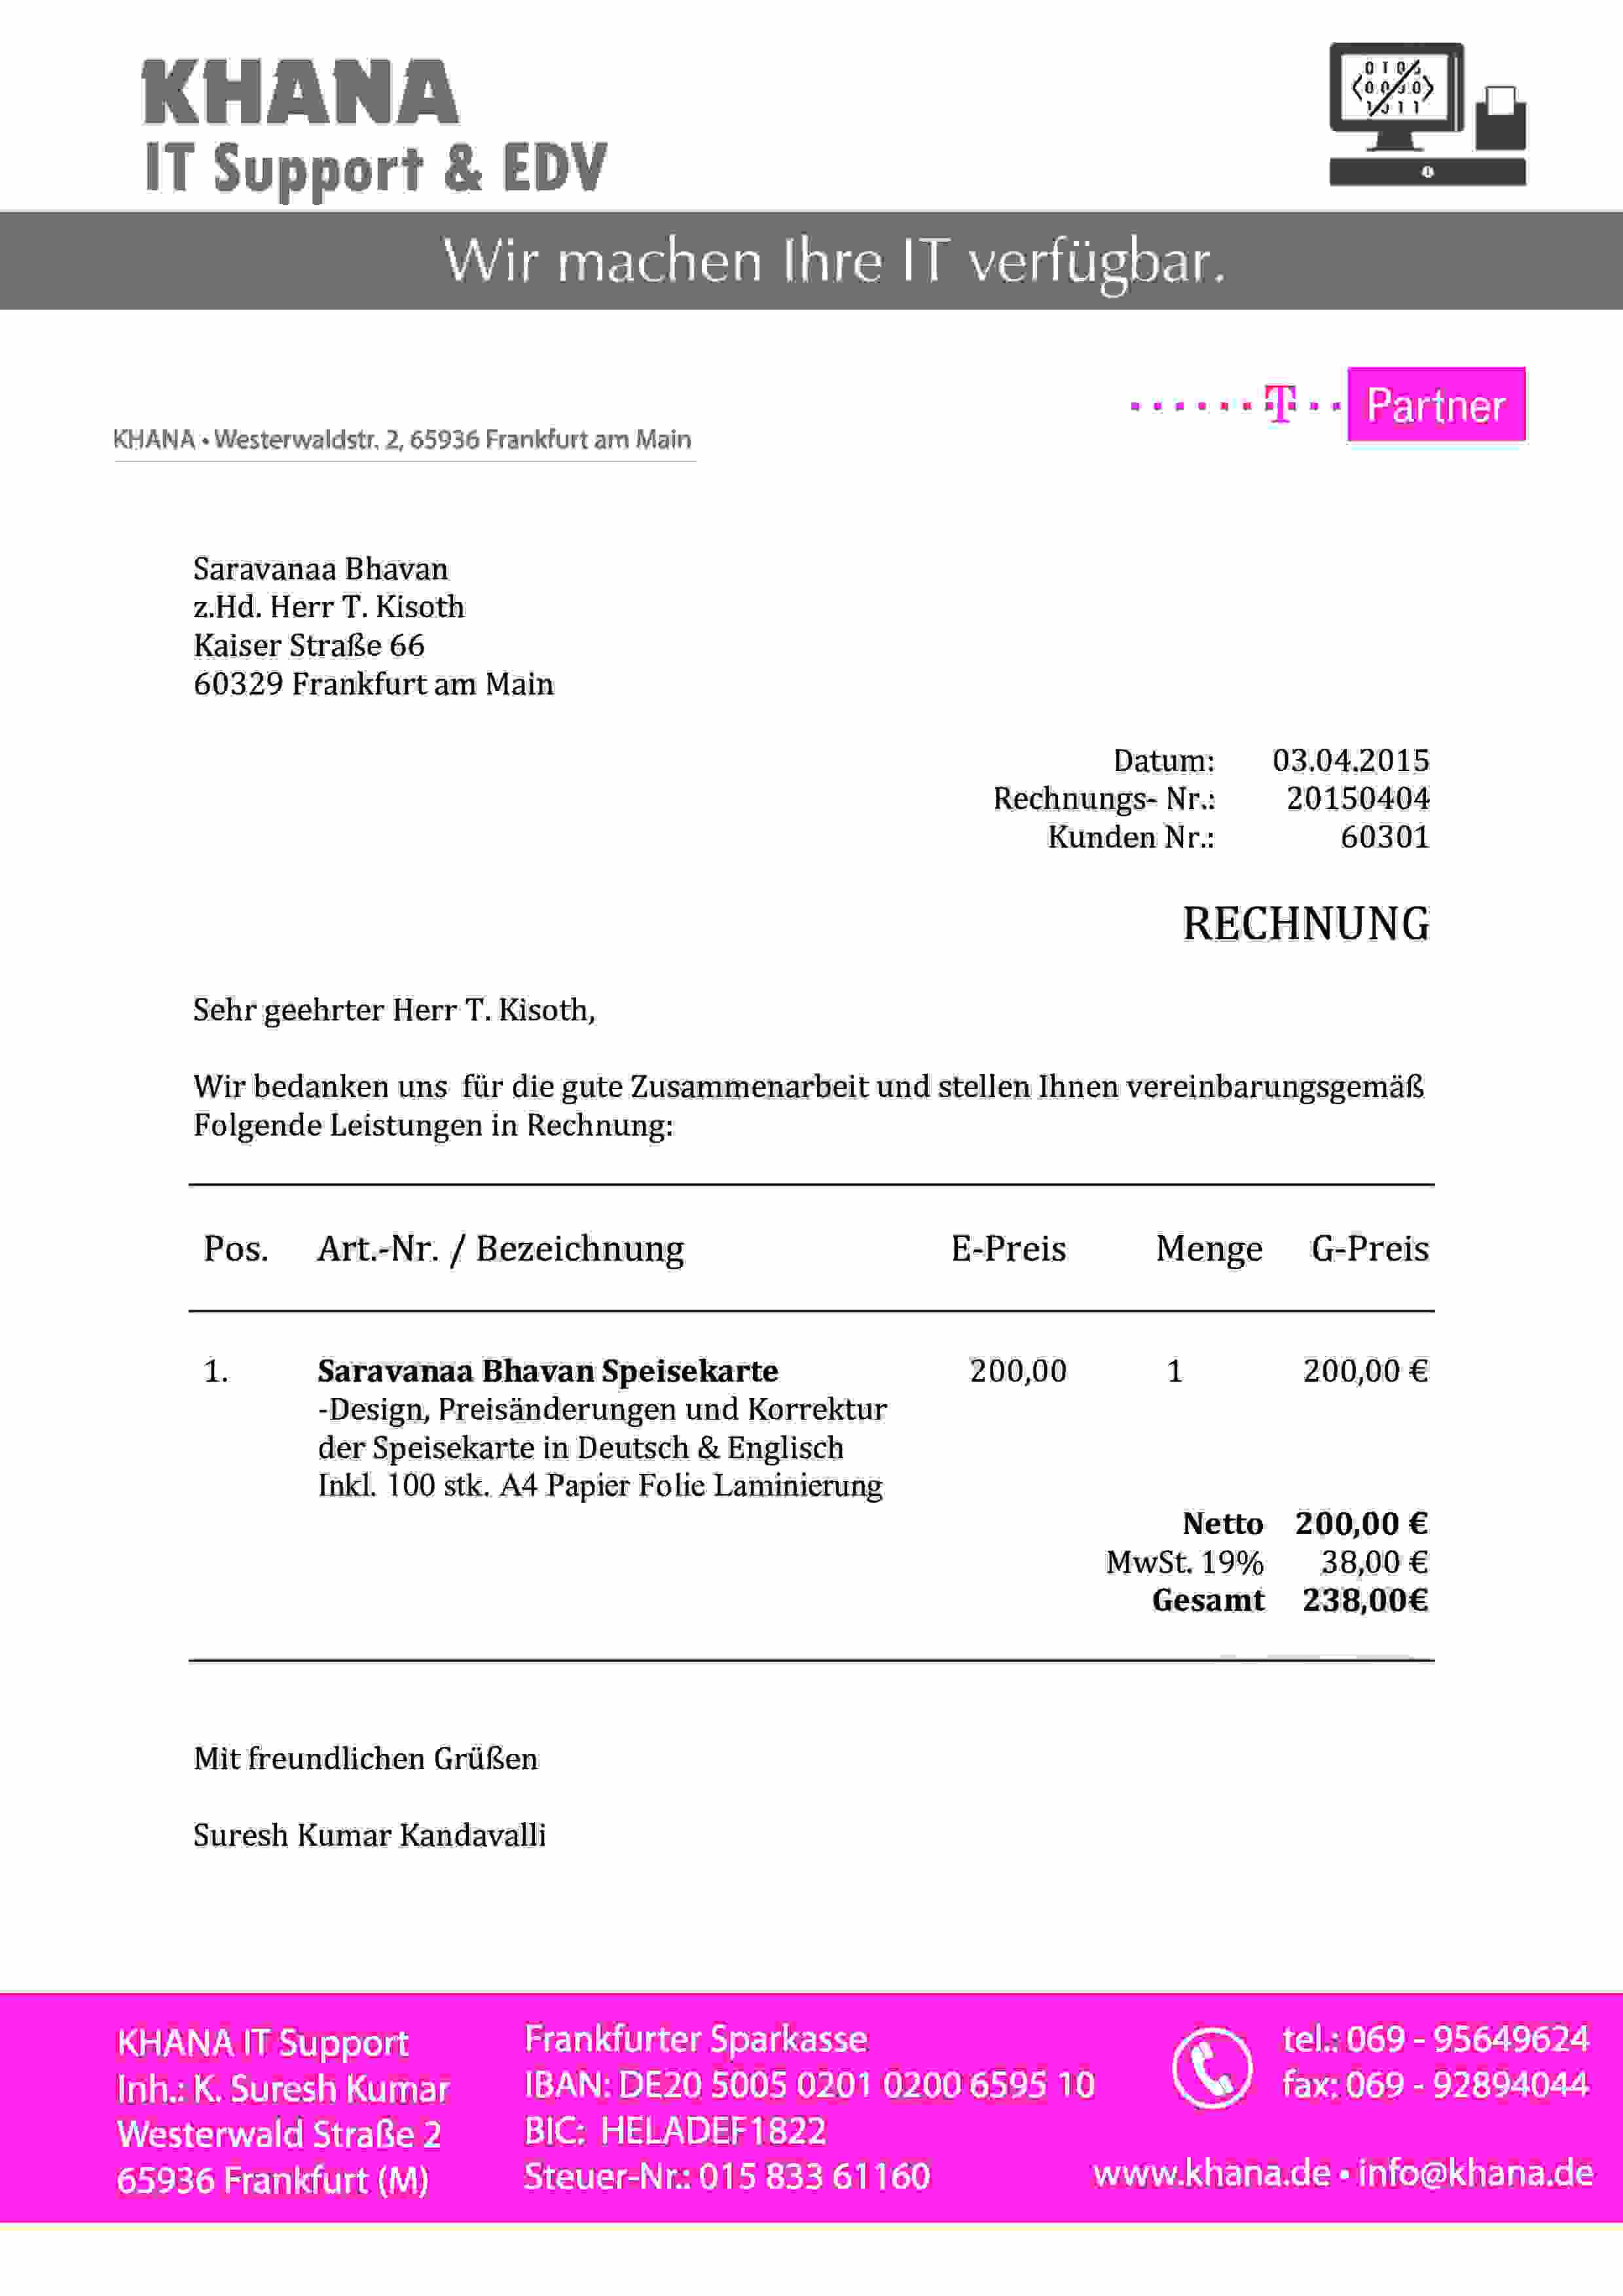 KHANA
IT Support & EDV
Wir machen Ihre IT verfügbar.
T Partner
KHANA • Westerwaldstr. 2, 65936 Frankfurt am Main
Saravanaa Bhavan
z.Hd. Herr T. Kisoth
Kaiser Straße 66
60329 Frankfurt am Main
Datum: 03.04.2015
Rechnungs- Nr.: 20150404
Kunden Nr.: 60301
RECHNUNG
Sehr geehrter Herr T. Kisoth,
Wir bedanken uns für die gute Zusammenarbeit und stellen Ihnen vereinbarungsgemäß
Folgende Leistungen in Rechnung:
Pos. Art.-Nr. / Bezeichnung E-Preis Menge G-Preis
1. Saravanaa Bhavan Speisekarte 200,00 1 200,00 €
-Design, Preisänderungen und Korrektur
der Speisekarte in Deutsch & Englisch
Inkl. 100 stk. A4 Papier Folie Laminierung
Netto 200,00 €
MwSt. 19% 38,00 €
Gesamt 238,00€
Mit freundlichen Grüßen
Suresh Kumar Kandavalli
KHANA IT Support
Inh.: K. Suresh Kumar
Westerwald Straße 2
65936 Frankfurt (M)
Frankfurter Sparkasse
IBAN: DE20 5005 0201 0200 6595 10
BIC: HELADEF1822
Steuer-Nr.: 015 833 61160
tel.: 069 - 95649624
fax: 069 - 92894044
www.khana.de • info@khana.de